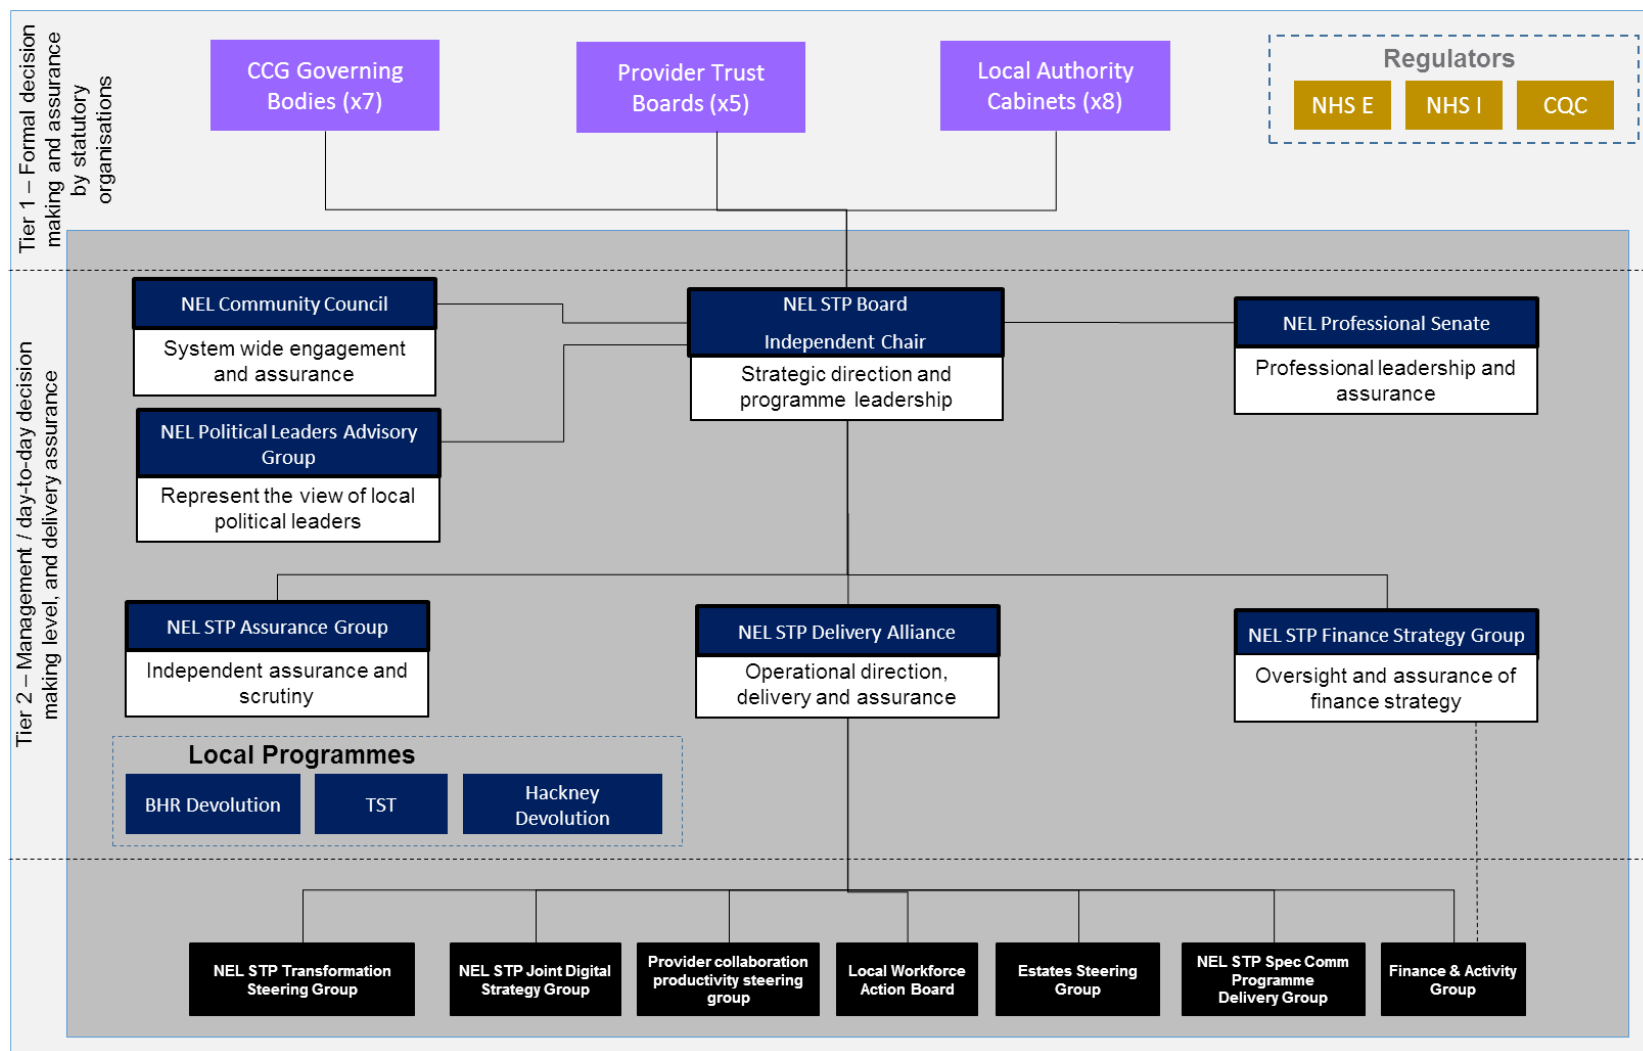 Tier 1 – Formal decision
making and assurance
by statutory
organisations
CCG Governing
Bodies (x7)
Provider Trust
Boards (x5)
Local Authority
Cabinets (x8)
Regulators
NHS E
NHS I
CQC
Tier 2 – Management / day-to-day decision
making level, and delivery assurance
NEL Community Council
System wide engagement
and assurance
NEL STP Board
Independent Chair
Strategic direction and
programme leadership
NEL Professional Senate
Professional leadership and
assurance
NEL Political Leaders Advisory
Group
Represent the view of local
political leaders
NEL STP Assurance Group
Independent assurance and
scrutiny
NEL STP Delivery Alliance
Operational direction,
delivery and assurance
NEL STP Finance Strategy Group
Oversight and assurance of
finance strategy
Local Programmes
BHR Devolution
TST
Hackney
Devolution
NEL STP Transformation
Steering Group
NEL STP Joint Digital
Strategy Group
Provider collaboration
productivity steering
group
Local Workforce
Action Board
Estates Steering
Group
NEL STP Spec Comm
Programme
Delivery Group
Finance & Activity
Group